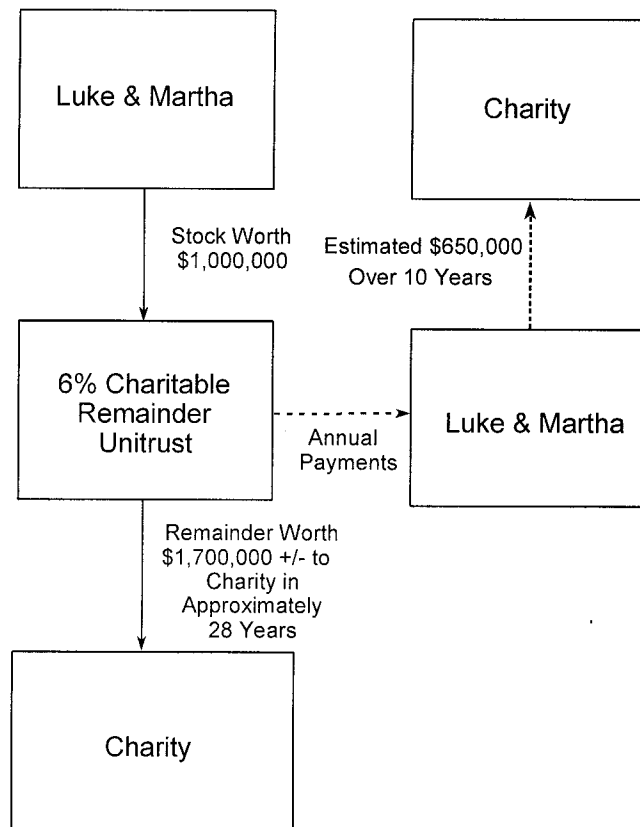 Luke & Martha
Charity
Stock Worth
$1,000,000
Estimated $650,000
Over 10 Years
6% Charitable
Remainder
Unitrust
Annual
Payments
Luke & Martha
Remainder Worth
$1,700,000 +/- to
Charity in
Approximately
28 Years
Charity